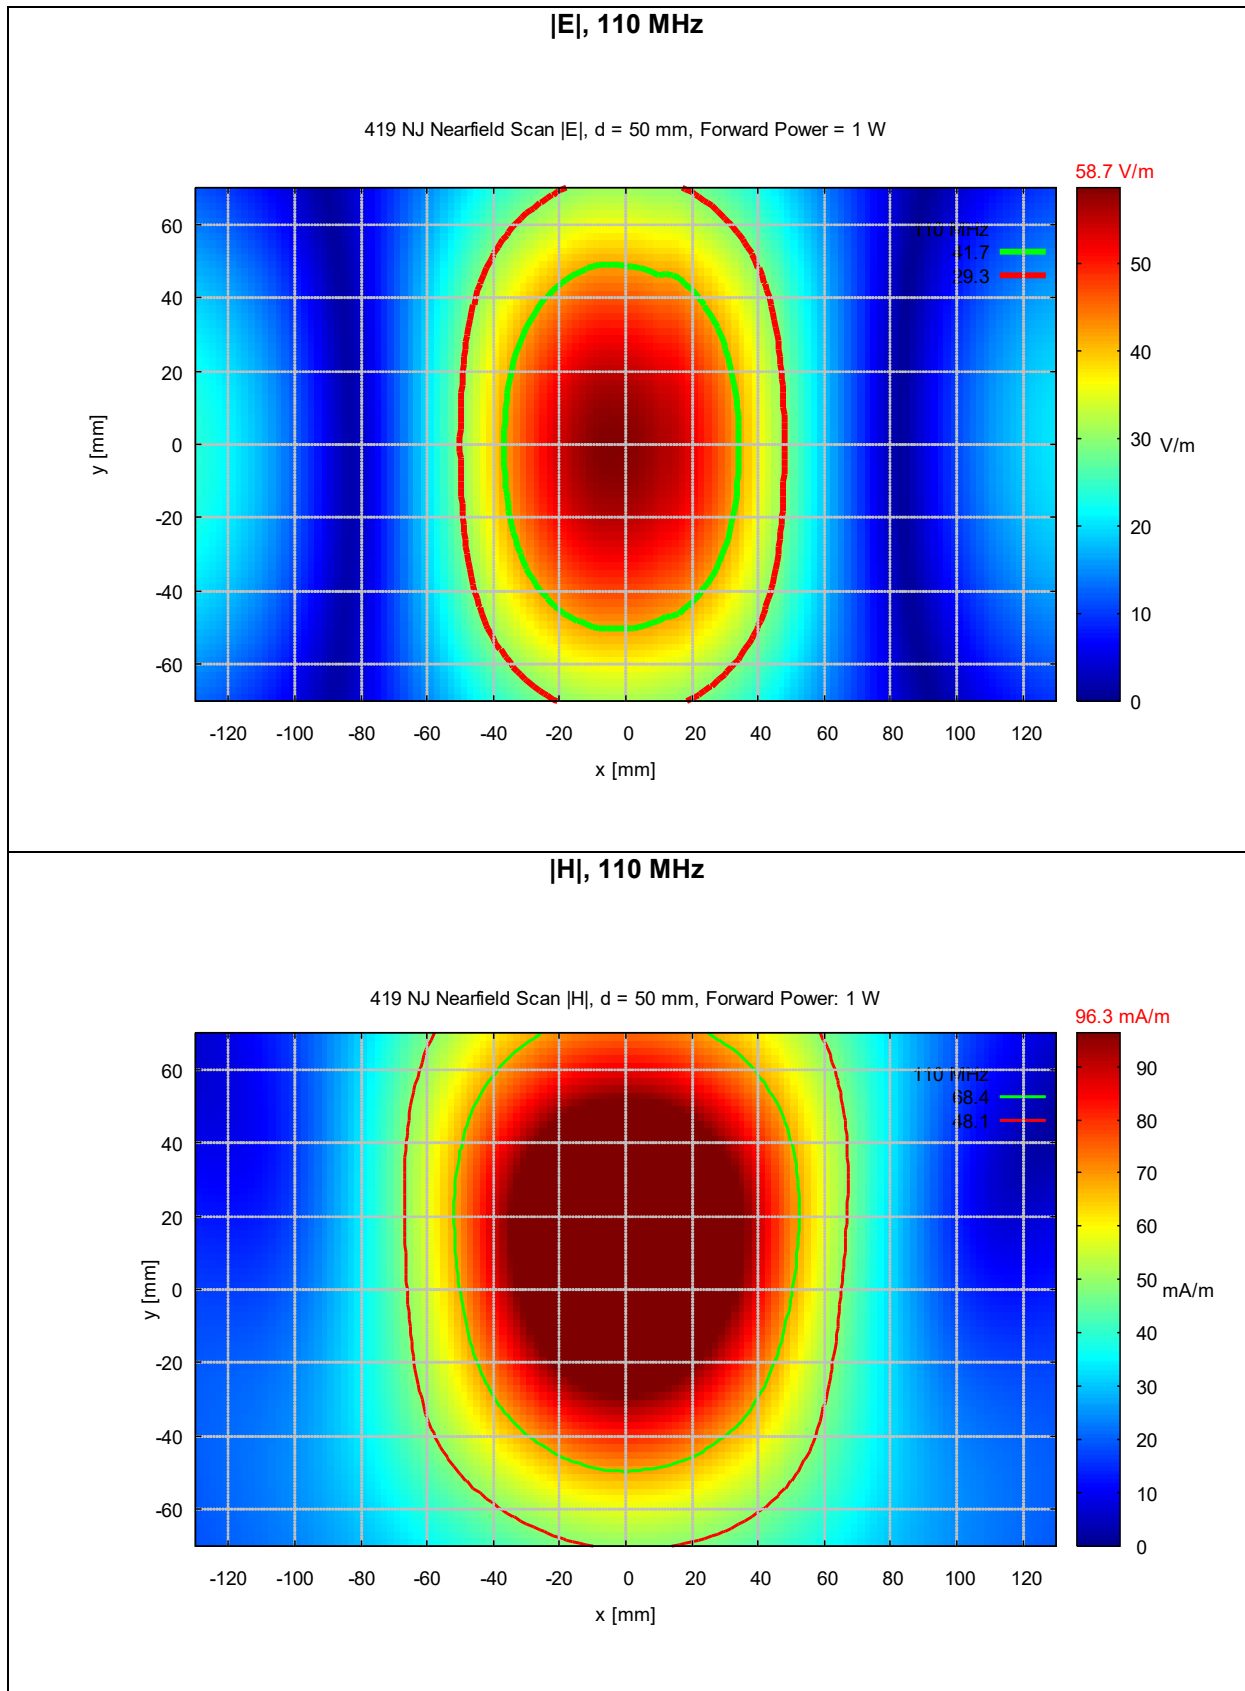 |E|, 110 MHz
419 NJ Nearfield Scan |E|, d = 50 mm, Forward Power = 1 W
58.7 V/m
110 MHz
41.7
29.3
60
40
20
0
-20
-40
-60
y [mm]
50
40
30
20
10
0
V/m
-120 -100 -80 -60 -40 -20 0 20 40 60 80 100 120
x [mm]
|H|, 110 MHz
419 NJ Nearfield Scan |H|, d = 50 mm, Forward Power: 1 W
96.3 mA/m
110 MHz
68.4
48.1
60
40
20
0
-20
-40
-60
y [mm]
90
80
70
60
50
40
30
20
10
0
mA/m
-120 -100 -80 -60 -40 -20 0 20 40 60 80 100 120
x [mm]